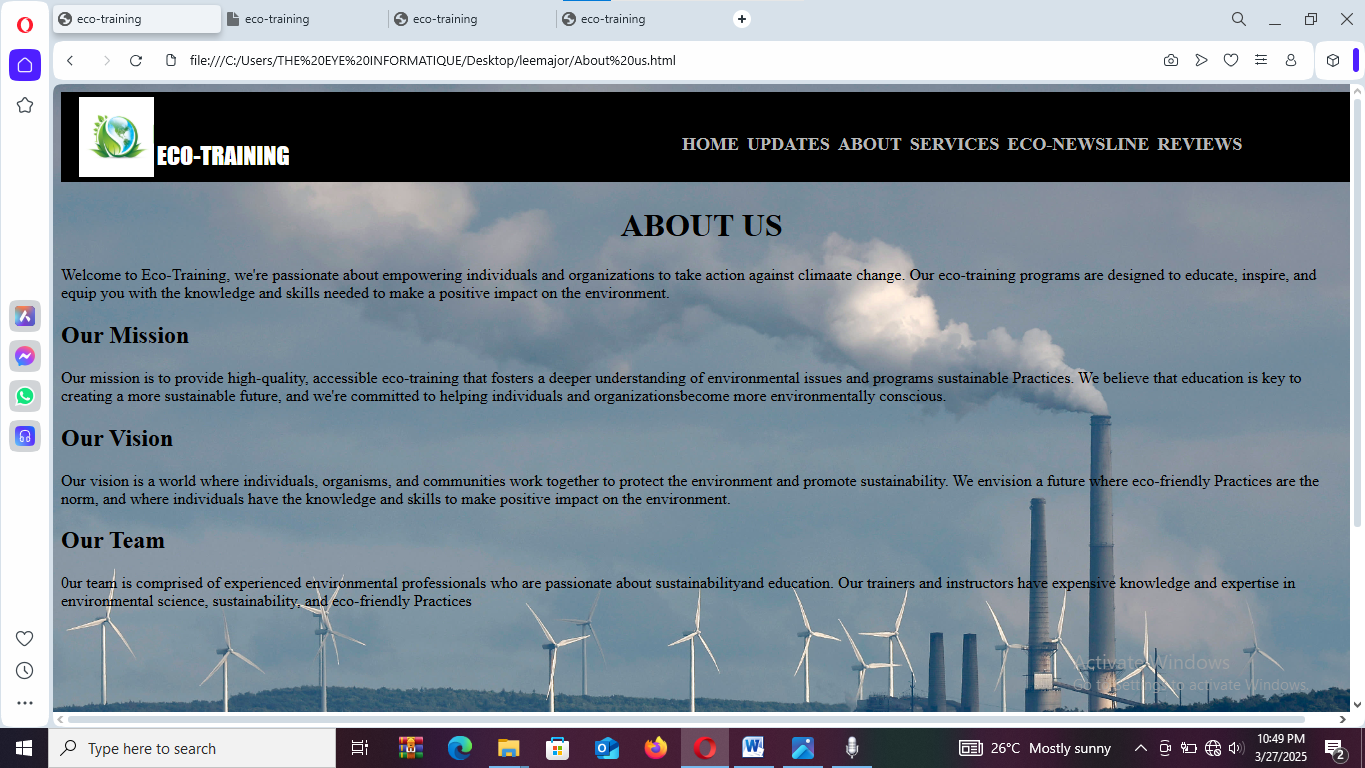 eco-training
eco-training
eco-training
eco-training
file:///C:/Users/THE%20EYE%20INFORMATIQUE/Desktop/leemajor/About%20us.html
ECO-TRAINING
HOME UPDATES ABOUT SERVICES ECO-NEWSLINE REVIEWS
ABOUT US
Welcome to Eco-Training, we're passionate about empowering individuals and organizations to take action against climaate change. Our eco-training programs are designed to educate, inspire, and
equip you with the knowledge and skills needed to make a positive impact on the environment.
Our Mission
Our mission is to provide high-quality, accessible eco-training that fosters a deeper understanding of environmental issues and programs sustainable Practices. We believe that education is key to
creating a more sustainable future, and we're committed to helping individuals and organizationsbecome more environmentally conscious.
Our Vision
Our vision is a world where individuals, organisms, and communities work together to protect the environment and promote sustainability. We envision a future where eco-friendly Practices are the
norm, and where individuals have the knowledge and skills to make positive impact on the environment.
Our Team
0ur team is comprised of experienced environmental professionals who are passionate about sustainabilityand education. Our trainers and instructors have expensive knowledge and expertise in
environmental science, sustainability, and eco-friendly Practices
Activate Windows
Go to Settings to activate Windows.
Type here to search
26°C Mostly sunny
10:49 PM
3/27/2025
2